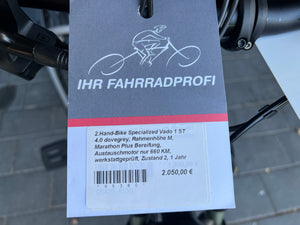 IHR FAHRRADPROFI
2.Hand-Bike Specialized Vado 1 ST
4.0 dovegrey, Rahmenhöhe M,
Marathon Plus Bereifung,
Austauschmotor nur 660 KM,
werkstattgeprüft, Zustand 2, 1 Jahr
2.050,00 €